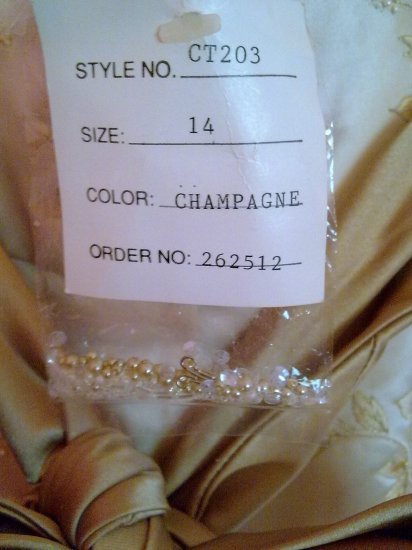 STYLE NO. CT203
SIZE: 14
COLOR: CHAMPAGNE
ORDER NO: 262512